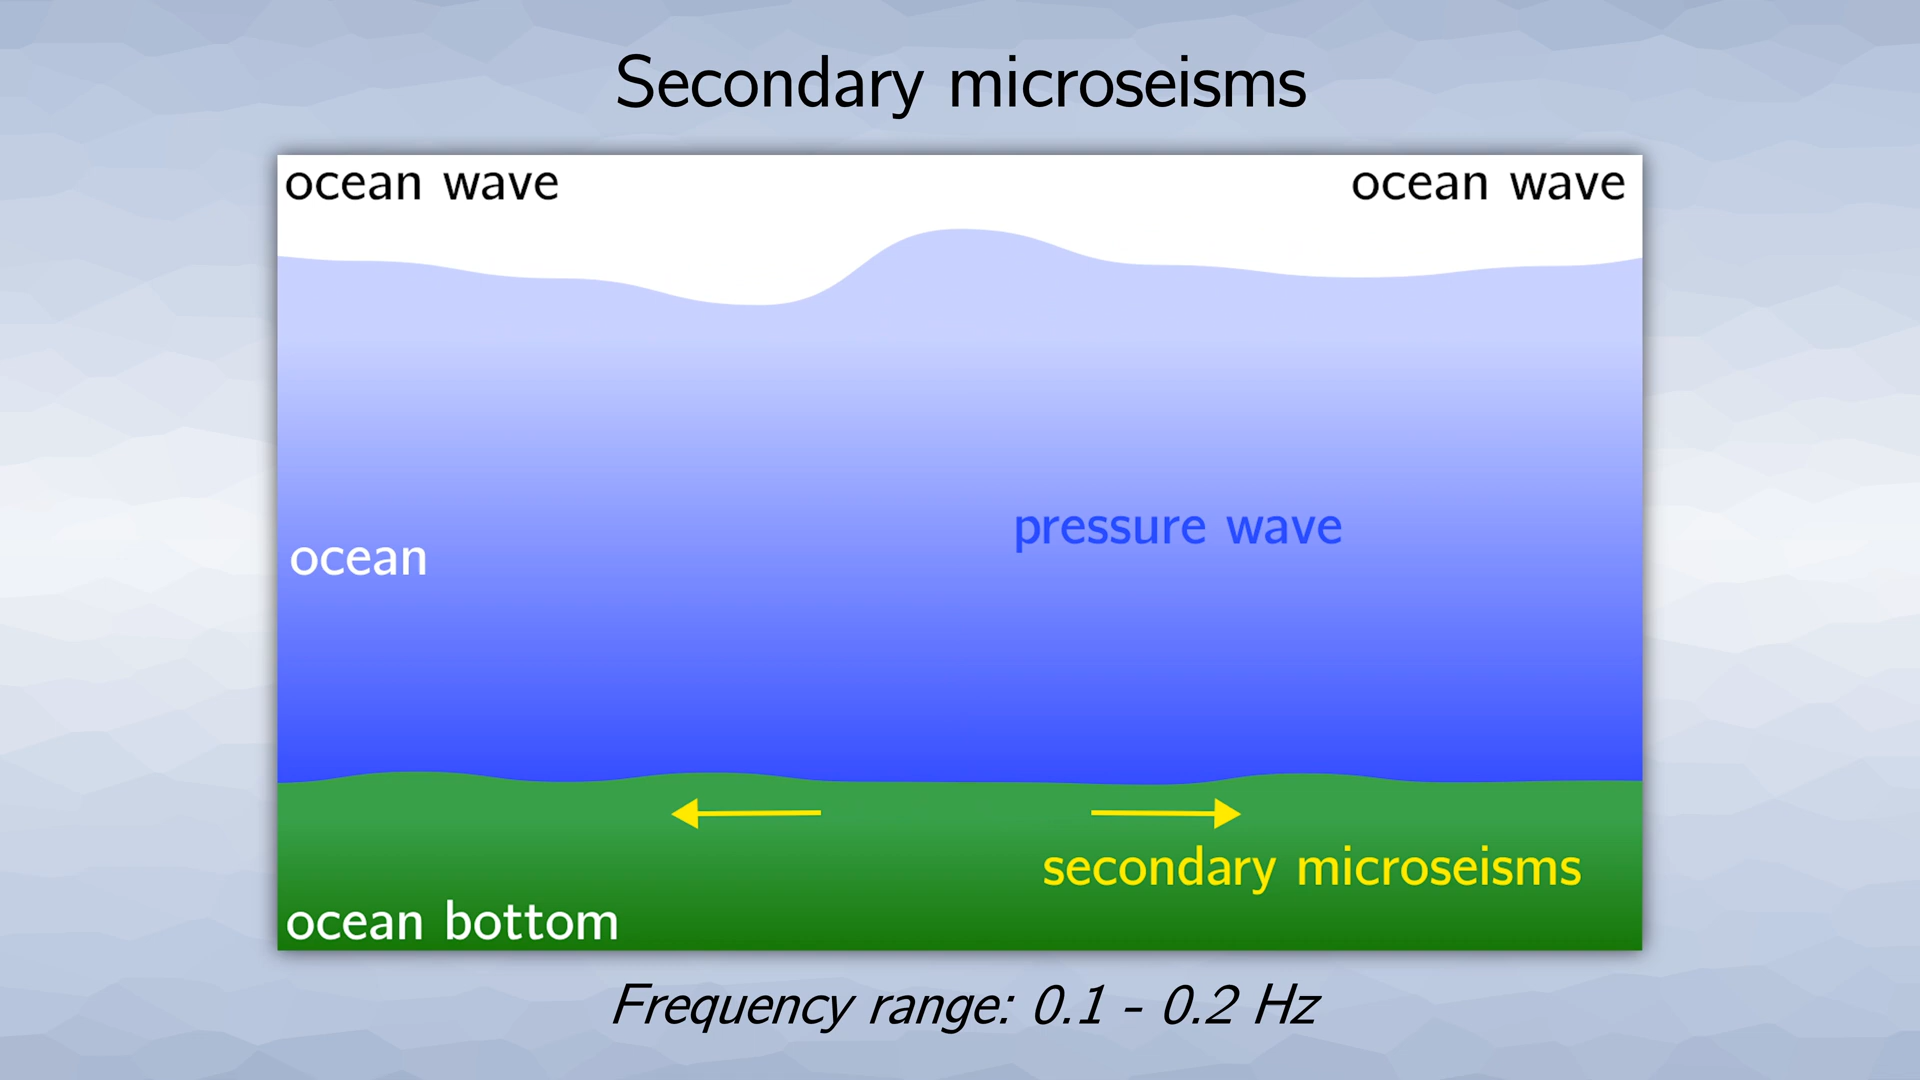 Secondary microseisms
ocean wave
ocean wave
pressure wave
ocean
secondary microseisms
ocean bottom
Frequency range: 0.1 - 0.2 Hz